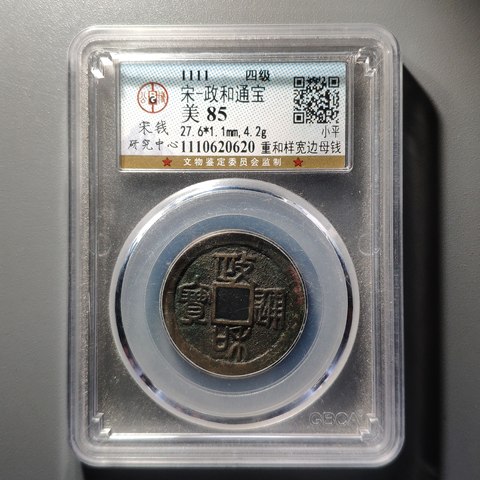 1111 四级
宋-政和通宝
美 85
宋钱 27.6*1.1mm,4.2g 小平
研究中心 1110620620 重和样宽边母钱
★ 文物鉴定委员会监制 ★
政
寳 通
和
GBCA